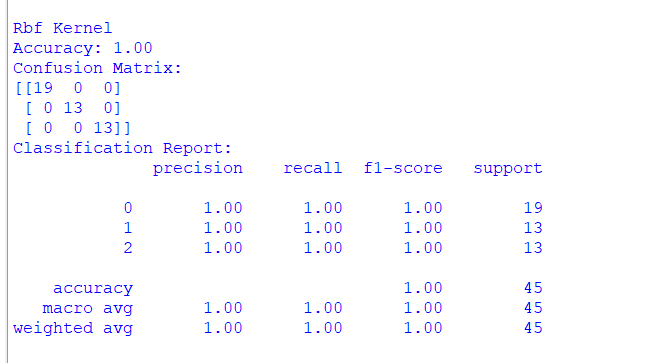 Rbf Kernel
Accuracy: 1.00
Confusion Matrix:
[[19  0  0]
 [ 0 13  0]
 [ 0  0 13]]
Classification Report:
              precision    recall  f1-score   support

           0       1.00      1.00      1.00        19
           1       1.00      1.00      1.00        13
           2       1.00      1.00      1.00        13

    accuracy                           1.00        45
   macro avg       1.00      1.00      1.00        45
weighted avg       1.00      1.00      1.00        45